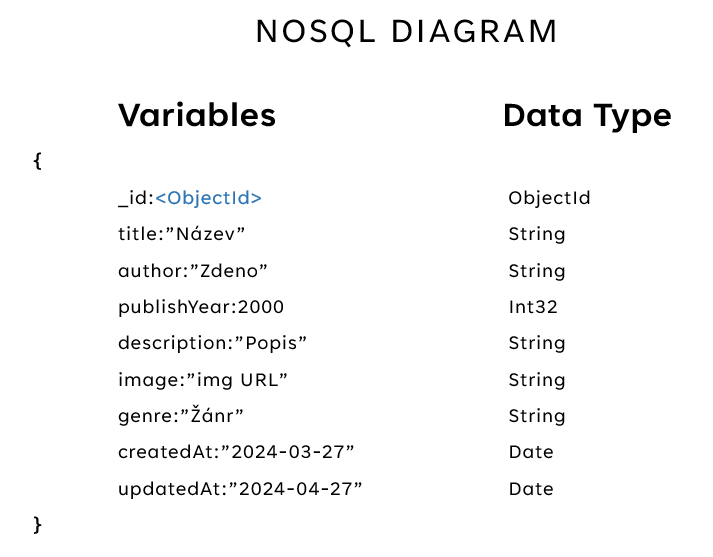 NOSQL DIAGRAM
Variables Data Type
{
_id:<ObjectId> ObjectId
title:”Název” String
author:”Zdeno” String
publishYear:2000 Int32
description:”Popis” String
image:”img URL” String
genre:”Žánr” String
createdAt:”2024-03-27” Date
updatedAt:”2024-04-27” Date
}